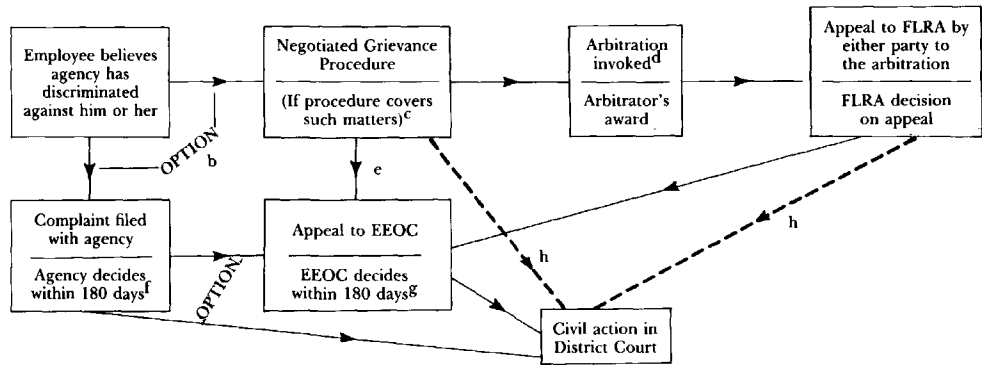 Employee believes
agency has
discriminated
against him or her
OPTION
b
Negotiated Grievance
Procedure
(If procedure covers
such matters)c
Arbitration
invokedd
Arbitrator's
award
Appeal to FLRA by
either party to
the arbitration
FLRA decision
on appeal
e
Complaint filed
with agency
Agency decides
within 180 daysf
OPTION
Appeal to EEOC
EEOC decides
within 180 daysg
h
h
Civil action in
District Court